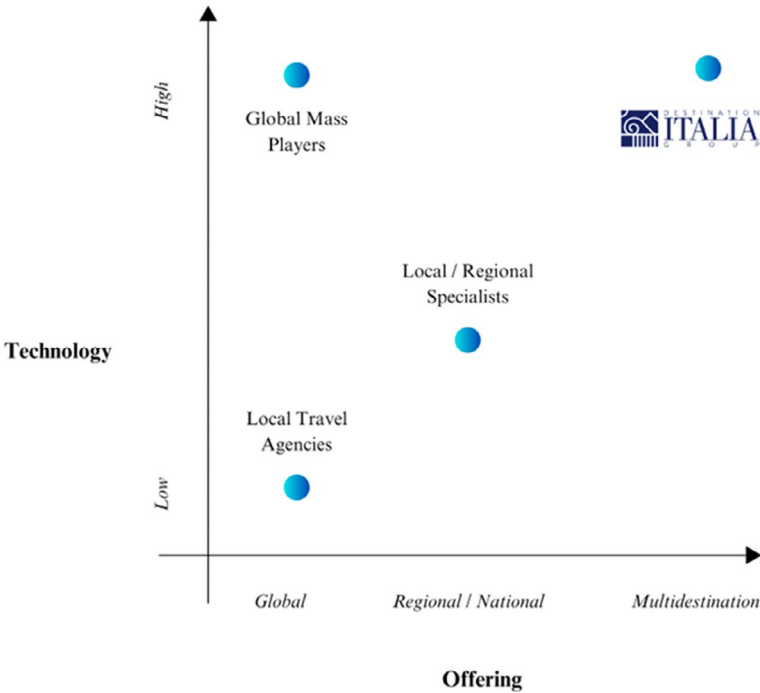 High
Global Mass
Players
DESTINATION
ITALIA
GROUP
Local / Regional
Specialists
Technology
Local Travel
Agencies
Low
Global
Regional / National
Multidestination
Offering